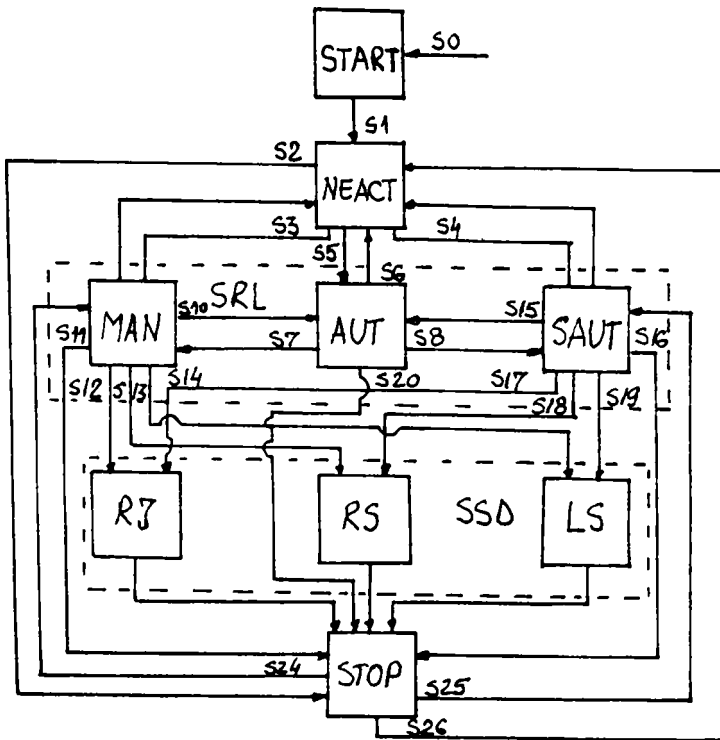 S0
START
S1
S2
NEACT
S3
S5
S4
S6
SRL
S10
S15
MAN
AUT
SAUT
S11
S7
S8
S16
S12
S13
S14
S20
S17
S18
S19
RJ
RS
SSD
LS
S24
STOP
S25
S26